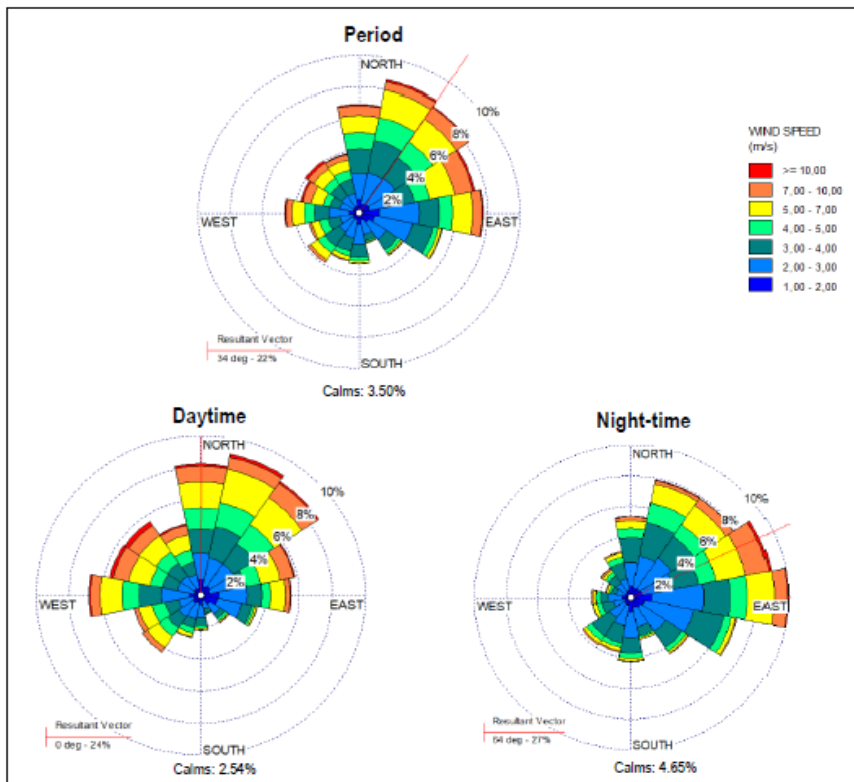 Period
NORTH
10%
8%
6%
4%
2%
WEST
EAST
SOUTH
Resultant Vector
34 deg - 22%
Calms: 3.50%
WIND SPEED
(m/s)
>= 10,00
7,00 - 10,00
5,00 - 7,00
4,00 - 5,00
3,00 - 4,00
2,00 - 3,00
1,00 - 2,00
Daytime
NORTH
10%
8%
6%
4%
2%
WEST
EAST
SOUTH
Resultant Vector
0 deg - 24%
Calms: 2.54%
Night-time
NORTH
10%
8%
6%
4%
2%
WEST
EAST
SOUTH
Resultant Vector
64 deg - 27%
Calms: 4.65%